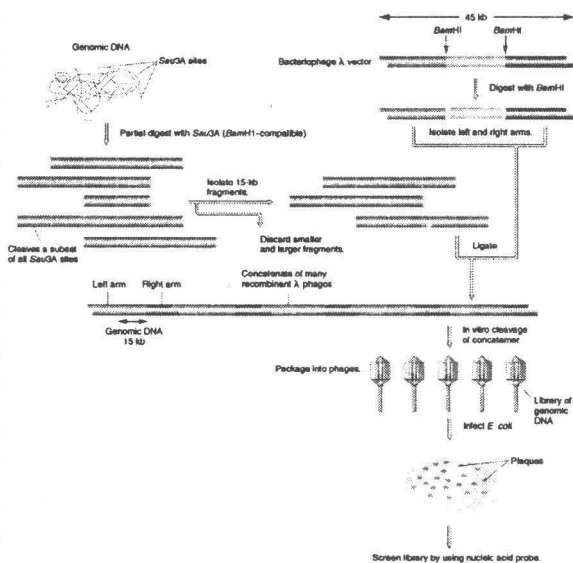 45 kb
BamHI
BamHI
Genomic DNA
Sau3A sites
Bacteriophage λ vector
Digest with BamHI
Partial digest with Sau3A (BamH1-compatible)
Isolate left and right arms.
Isolate 15-kb
fragments.
Discard smaller
and larger fragments.
Cleaves a subset
of all Sau3A sites
Ligate
Left arm
Right arm
Concatenate of many
recombinant λ phages
Genomic DNA
15 kb
In vitro cleavage
of concatamer
Package into phages.
Library of
genomic
DNA
Infect E coli
Plaques
Screen library by using nucleic acid probe.